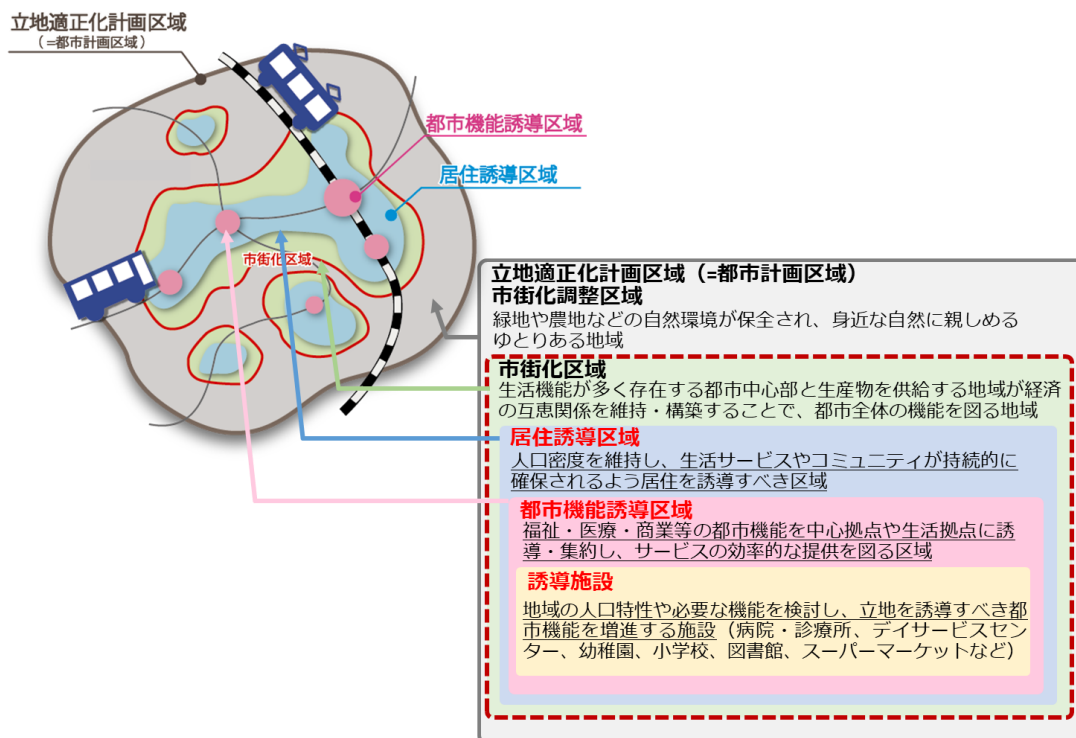 立地適正化計画区域
（=都市計画区域）
都市機能誘導区域
居住誘導区域
市街化区域
立地適正化計画区域（=都市計画区域）
市街化調整区域
緑地や農地などの自然環境が保全され、身近な自然に親しめる
ゆとりある地域
市街化区域
生活機能が多く存在する都市中心部と生産物を供給する地域が経済
の互恵関係を維持・構築することで、都市全体の機能を図る地域
居住誘導区域
人口密度を維持し、生活サービスやコミュニティが持続的に
確保されるよう居住を誘導すべき区域
都市機能誘導区域
福祉・医療・商業等の都市機能を中心拠点や生活拠点に誘
導・集約し、サービスの効率的な提供を図る区域
誘導施設
地域の人口特性や必要な機能を検討し、立地を誘導すべき都
市機能を増進する施設（病院・診療所、デイサービスセン
ター、幼稚園、小学校、図書館、スーパーマーケットなど）